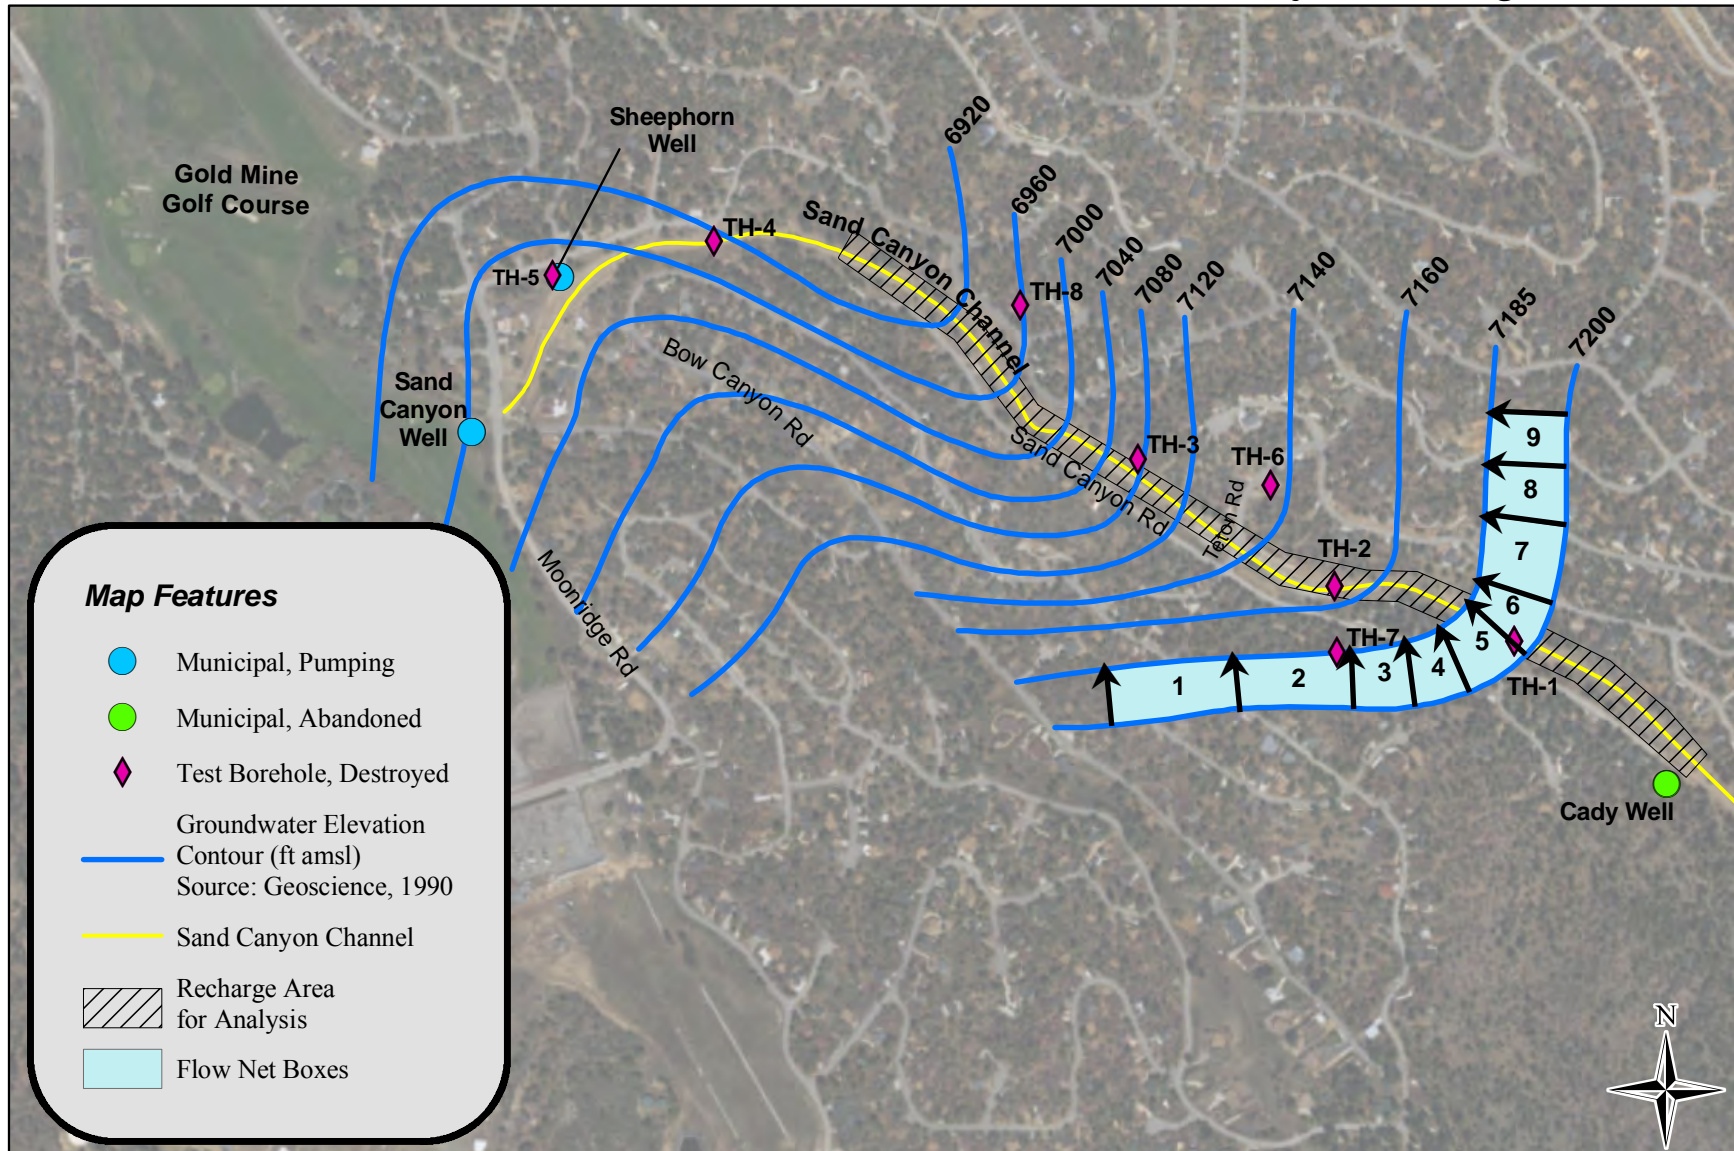 Sheephorn
Well
Gold Mine
Golf Course
6920
6960
7000
7040
7080
7120
7140
7160
7185
7200
Sand Canyon Channel
TH-4
TH-5
TH-8
Bow Canyon Rd
Sand
Canyon
Well
Sand Canyon Rd
TH-3
TH-6
Teton Rd
TH-2
TH-7
TH-1
Moonridge Rd
1
2
3
4
5
6
7
8
9
Cady Well
Map Features
Municipal, Pumping
Municipal, Abandoned
Test Borehole, Destroyed
Groundwater Elevation
Contour (ft amsl)
Source: Geoscience, 1990
Sand Canyon Channel
Recharge Area
for Analysis
Flow Net Boxes
N